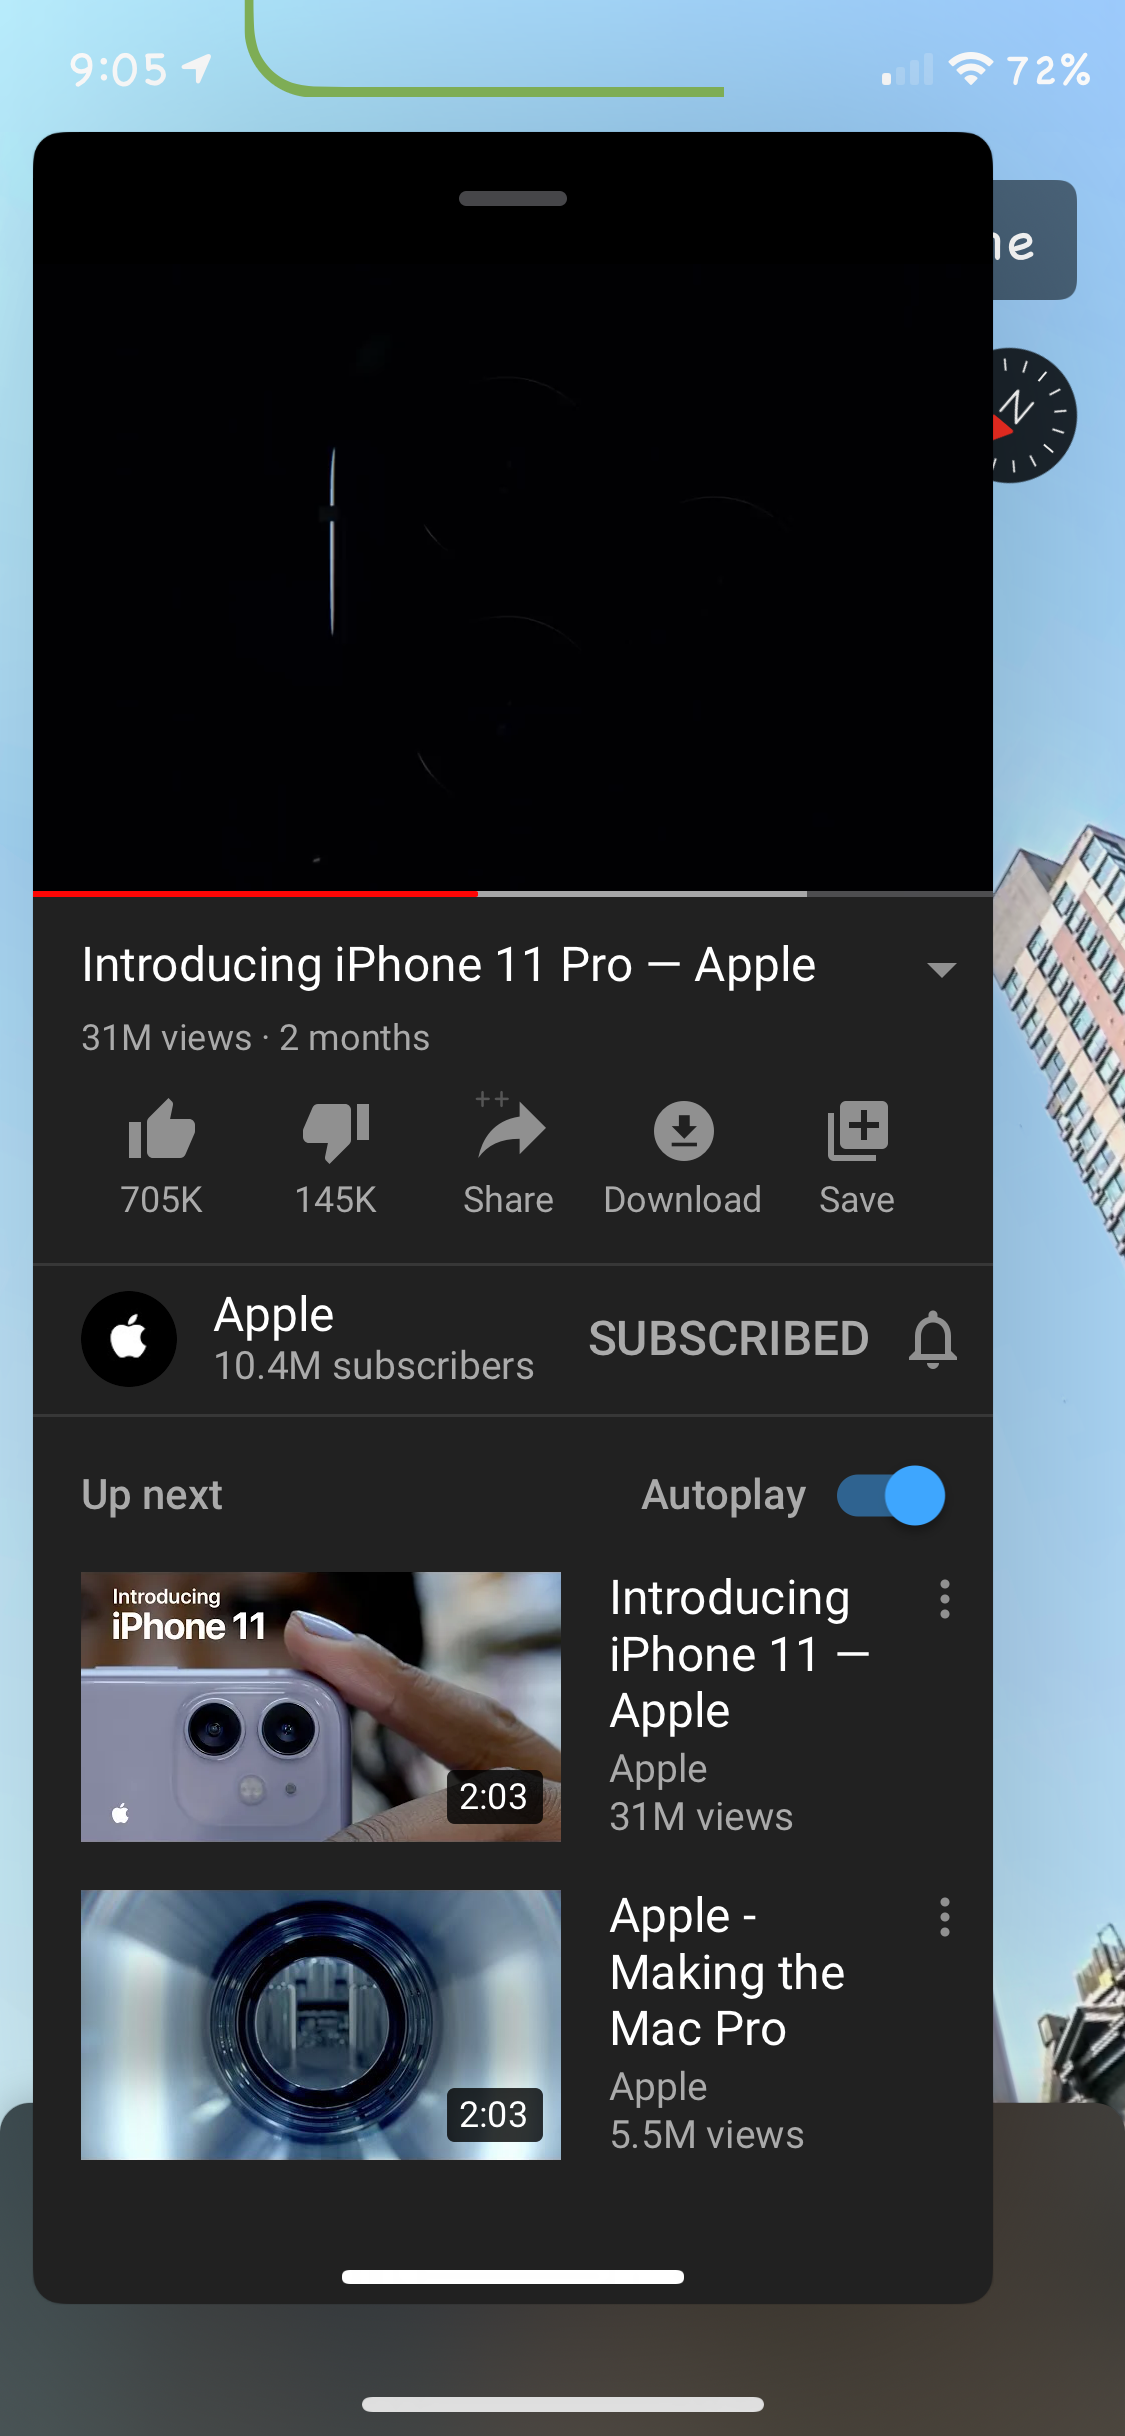 9:05
72%
ne
Introducing iPhone 11 Pro — Apple
31M views · 2 months
++
705K
145K
Share
Download
Save
Apple
10.4M subscribers
SUBSCRIBED
Up next
Autoplay
Introducing
iPhone 11
2:03
Introducing
iPhone 11 —
Apple
Apple
31M views
2:03
Apple -
Making the
Mac Pro
Apple
5.5M views
N